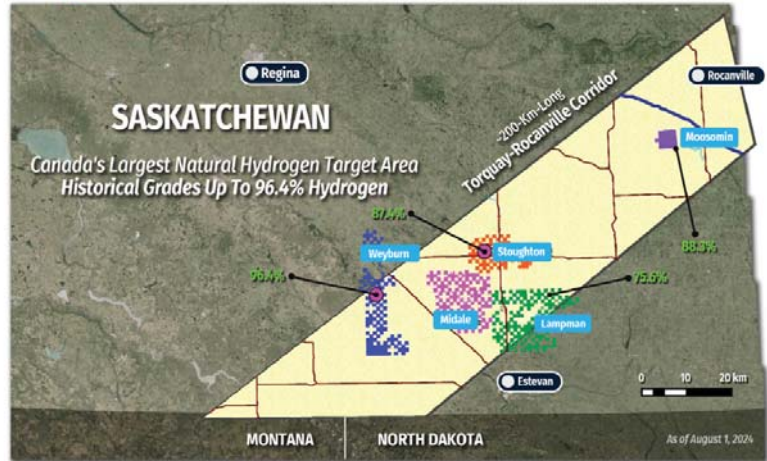 Regina
Rocanville
SASKATCHEWAN
~200-Km-Long
Torquay-Rocanville Corridor
Moosomin
Canada's Largest Natural Hydrogen Target Area
Historical Grades Up To 96.4% Hydrogen
87.4%
88.3%
Weyburn
Stoughton
96.4%
75.6%
Midale
Lampman
Estevan
0 10 20 km
MONTANA
NORTH DAKOTA
As of August 1, 2024